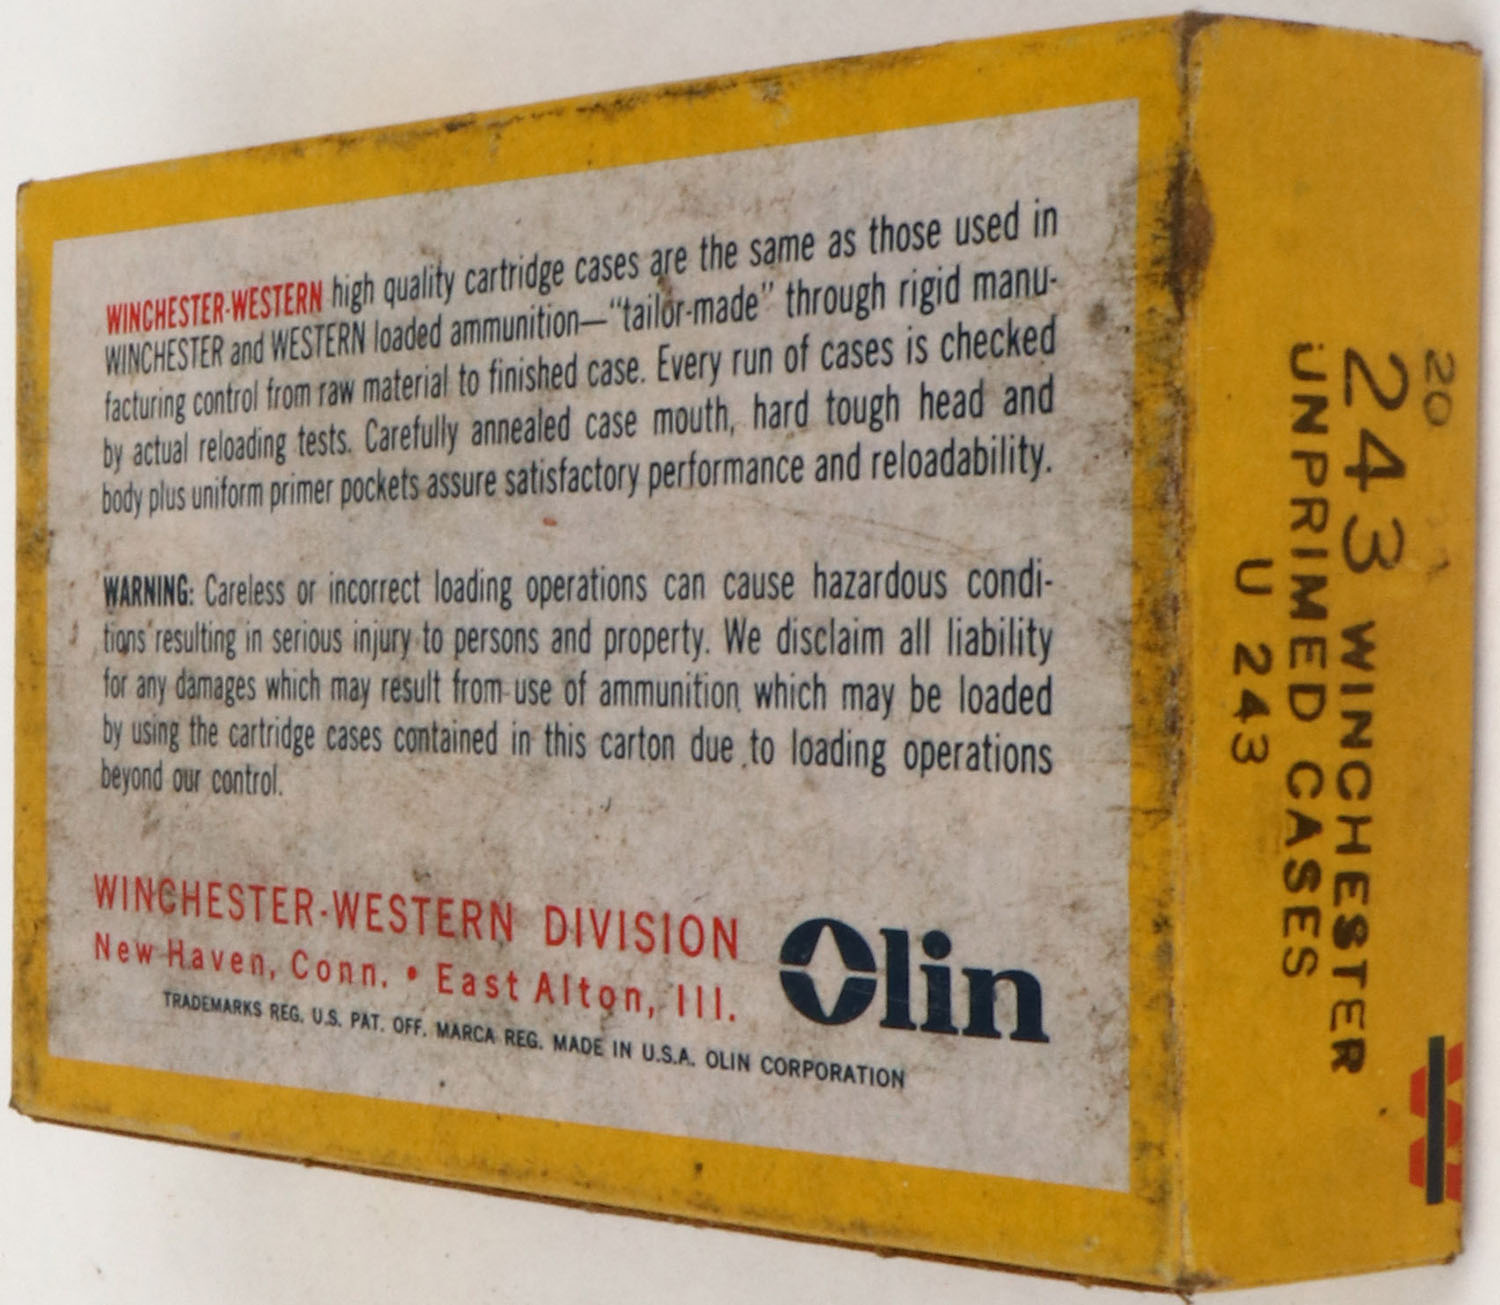 WINCHESTER-WESTERN high quality cartridge cases are the same as those used in
WINCHESTER and WESTERN loaded ammunition—“tailor-made” through rigid manu-
facturing control from raw material to finished case. Every run of cases is checked
by actual reloading tests. Carefully annealed case mouth, hard tough head and
body plus uniform primer pockets assure satisfactory performance and reloadability.
WARNING: Careless or incorrect loading operations can cause hazardous condi-
tions resulting in serious injury to persons and property. We disclaim all liability
for any damages which may result from use of ammunition which may be loaded
by using the cartridge cases contained in this carton due to loading operations
beyond our control.
WINCHESTER-WESTERN DIVISION
New Haven, Conn. • East Alton, Ill.
Olin
TRADEMARKS REG. U.S. PAT. OFF. MARCA REG. MADE IN U.S.A. OLIN CORPORATION
20
243 WINCHESTER
UNPRIMED CASES
U 243
W